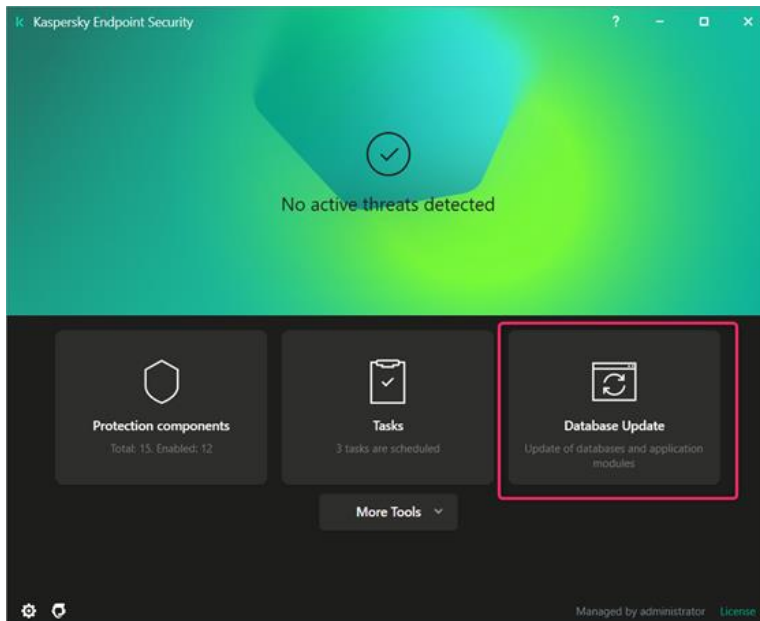 Kaspersky Endpoint Security
?
No active threats detected
Protection components
Total: 15. Enabled: 12
Tasks
3 tasks are scheduled
Database Update
Update of databases and application
modules
More Tools
Managed by administrator License